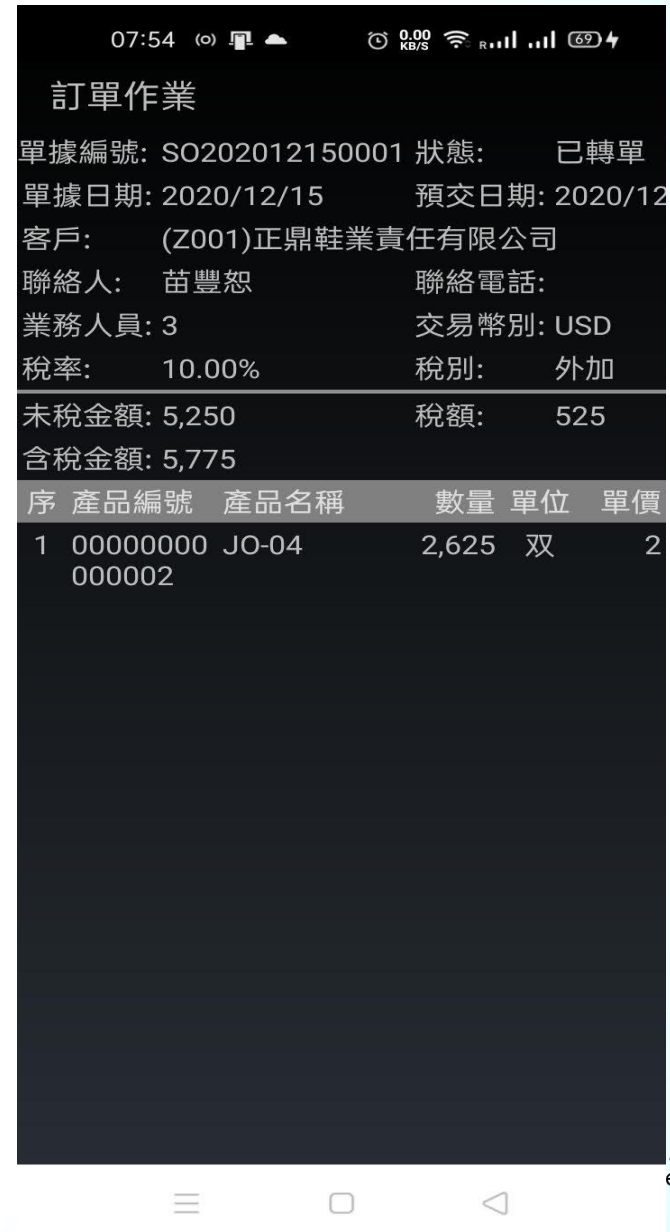 07:54 0.00 KB/S R 69
訂單作業
單據編號: SO202012150001 狀態: 已轉單
單據日期: 2020/12/15 預交日期: 2020/12
客戶: (Z001)正鼎鞋業責任有限公司
聯絡人: 苗豐恕 聯絡電話:
業務人員: 3 交易幣別: USD
稅率: 10.00% 稅別: 外加
未稅金額: 5,250 稅額: 525
含稅金額: 5,775
序 產品編號 產品名稱 數量 單位 單價
1 00000000 JO-04 2,625 双 2
000002